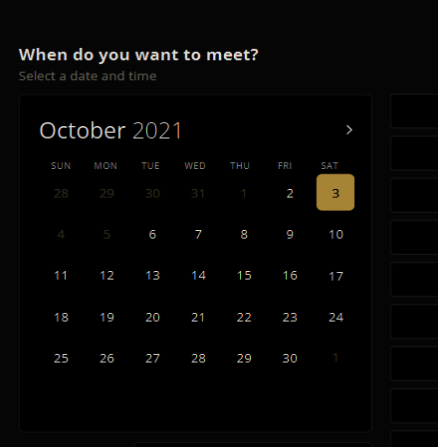 When do you want to meet?
Select a date and time
October 2021
SUN MON TUE WED THU FRI SAT
28 29 30 31 1 2 3
4 5 6 7 8 9 10
11 12 13 14 15 16 17
18 19 20 21 22 23 24
25 26 27 28 29 30 1